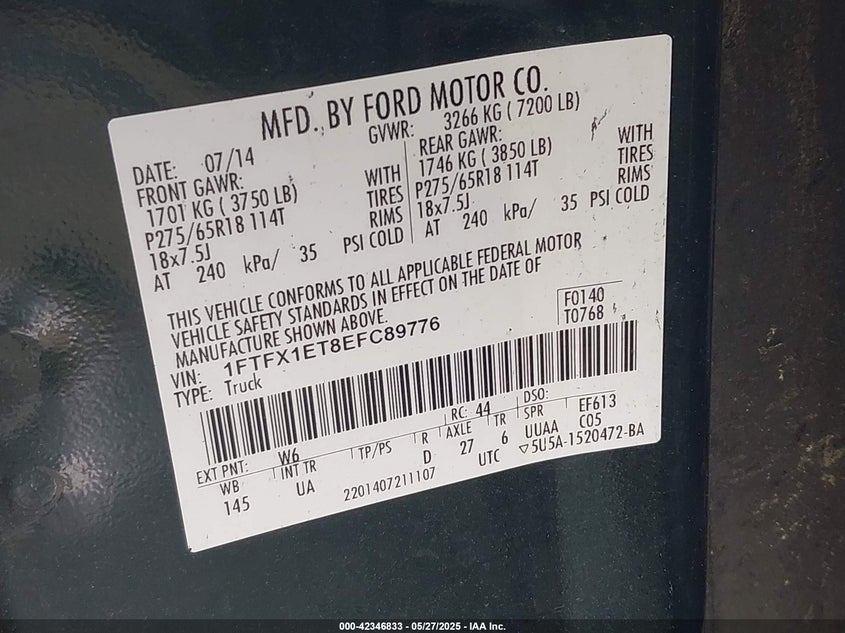 MFD. BY FORD MOTOR CO.
DATE: 07/14
GVWR: 3266 KG ( 7200 LB)
FRONT GAWR:
1701 KG ( 3750 LB)
WITH
P275/65R18 114T
TIRES
18x7.5J
RIMS
AT 240 kPa/ 35 PSI COLD
REAR GAWR:
1746 KG ( 3850 LB)
WITH
P275/65R18 114T
TIRES
18x7.5J
RIMS
AT 240 kPa/ 35 PSI COLD
THIS VEHICLE CONFORMS TO ALL APPLICABLE FEDERAL MOTOR
VEHICLE SAFETY STANDARDS IN EFFECT ON THE DATE OF
MANUFACTURE SHOWN ABOVE.
F0140
T0768
VIN: 1FTFX1ET8EFC89776
TYPE: Truck
EXT PNT: W6
RC: 44
DSO:
WB
INT TR
TP/PS
R
AXLE
TR
SPR
EF613
145
UA
D
27
6
UUAA
C05
2201407211107
UTC
▽5U5A-1520472-BA
000-42346833 - 05/27/2025 - IAA Inc.